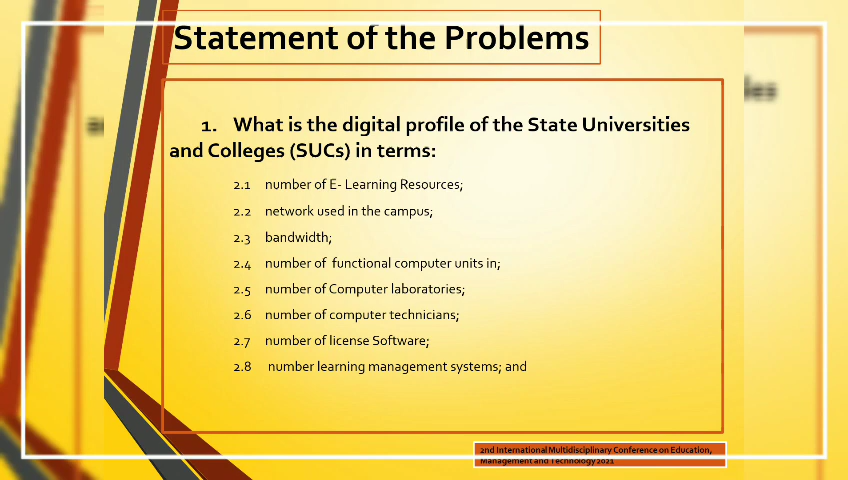 Statement of the Problems
1. What is the digital profile of the State Universities
and Colleges (SUCs) in terms:
2.1 number of E- Learning Resources;
2.2 network used in the campus;
2.3 bandwidth;
2.4 number of functional computer units in;
2.5 number of Computer laboratories;
2.6 number of computer technicians;
2.7 number of license Software;
2.8 number learning management systems; and
2nd International Multidisciplinary Conference on Education,
Management and Technology 2021